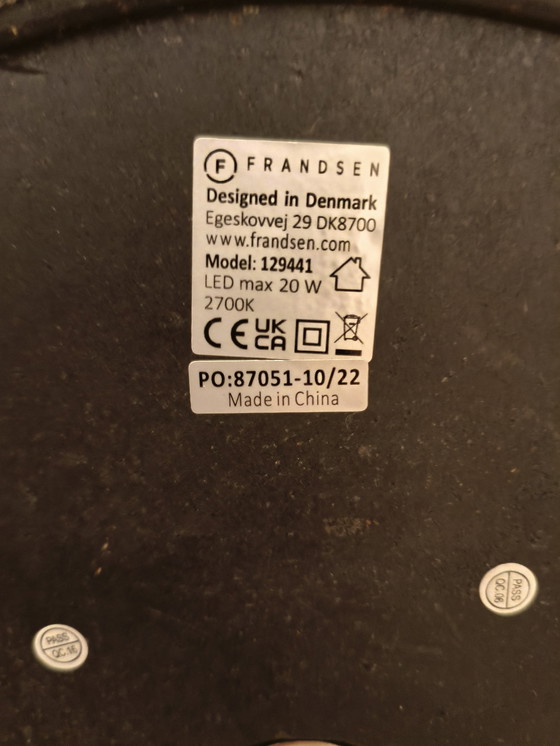 F FRANDSEN
Designed in Denmark
Egeskovvej 29 DK8700
www.frandsen.com
Model: 129441
LED max 20 W
2700K
CE UK CA
PO:87051-10/22
Made in China
PASS
QC.16
PASS
QC.06